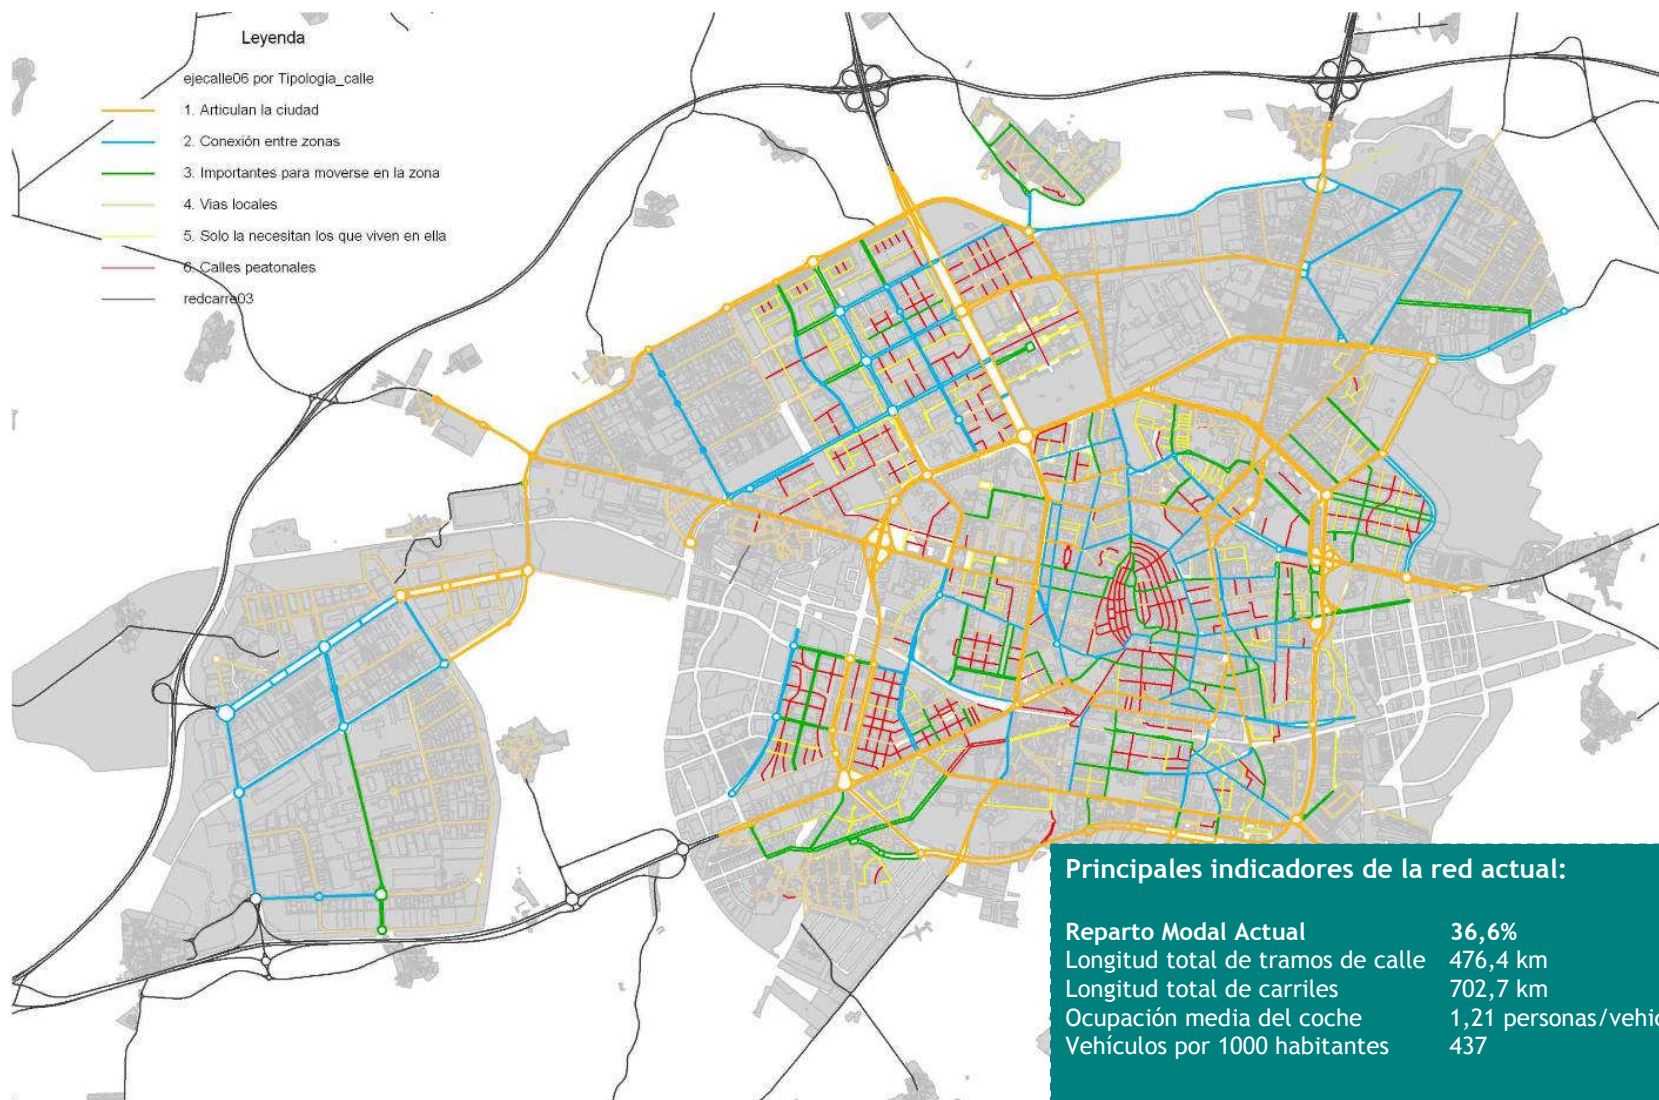 Leyenda
ejecalle06 por Tipologia_calle
1. Articulan la ciudad
2. Conexión entre zonas
3. Importantes para moverse en la zona
4. Vias locales
5. Solo la necesitan los que viven en ella
6. Calles peatonales
redcarre03
Principales indicadores de la red actual:
Reparto Modal Actual 36,6%
Longitud total de tramos de calle 476,4 km
Longitud total de carriles 702,7 km
Ocupación media del coche 1,21 personas/vehic
Vehículos por 1000 habitantes 437